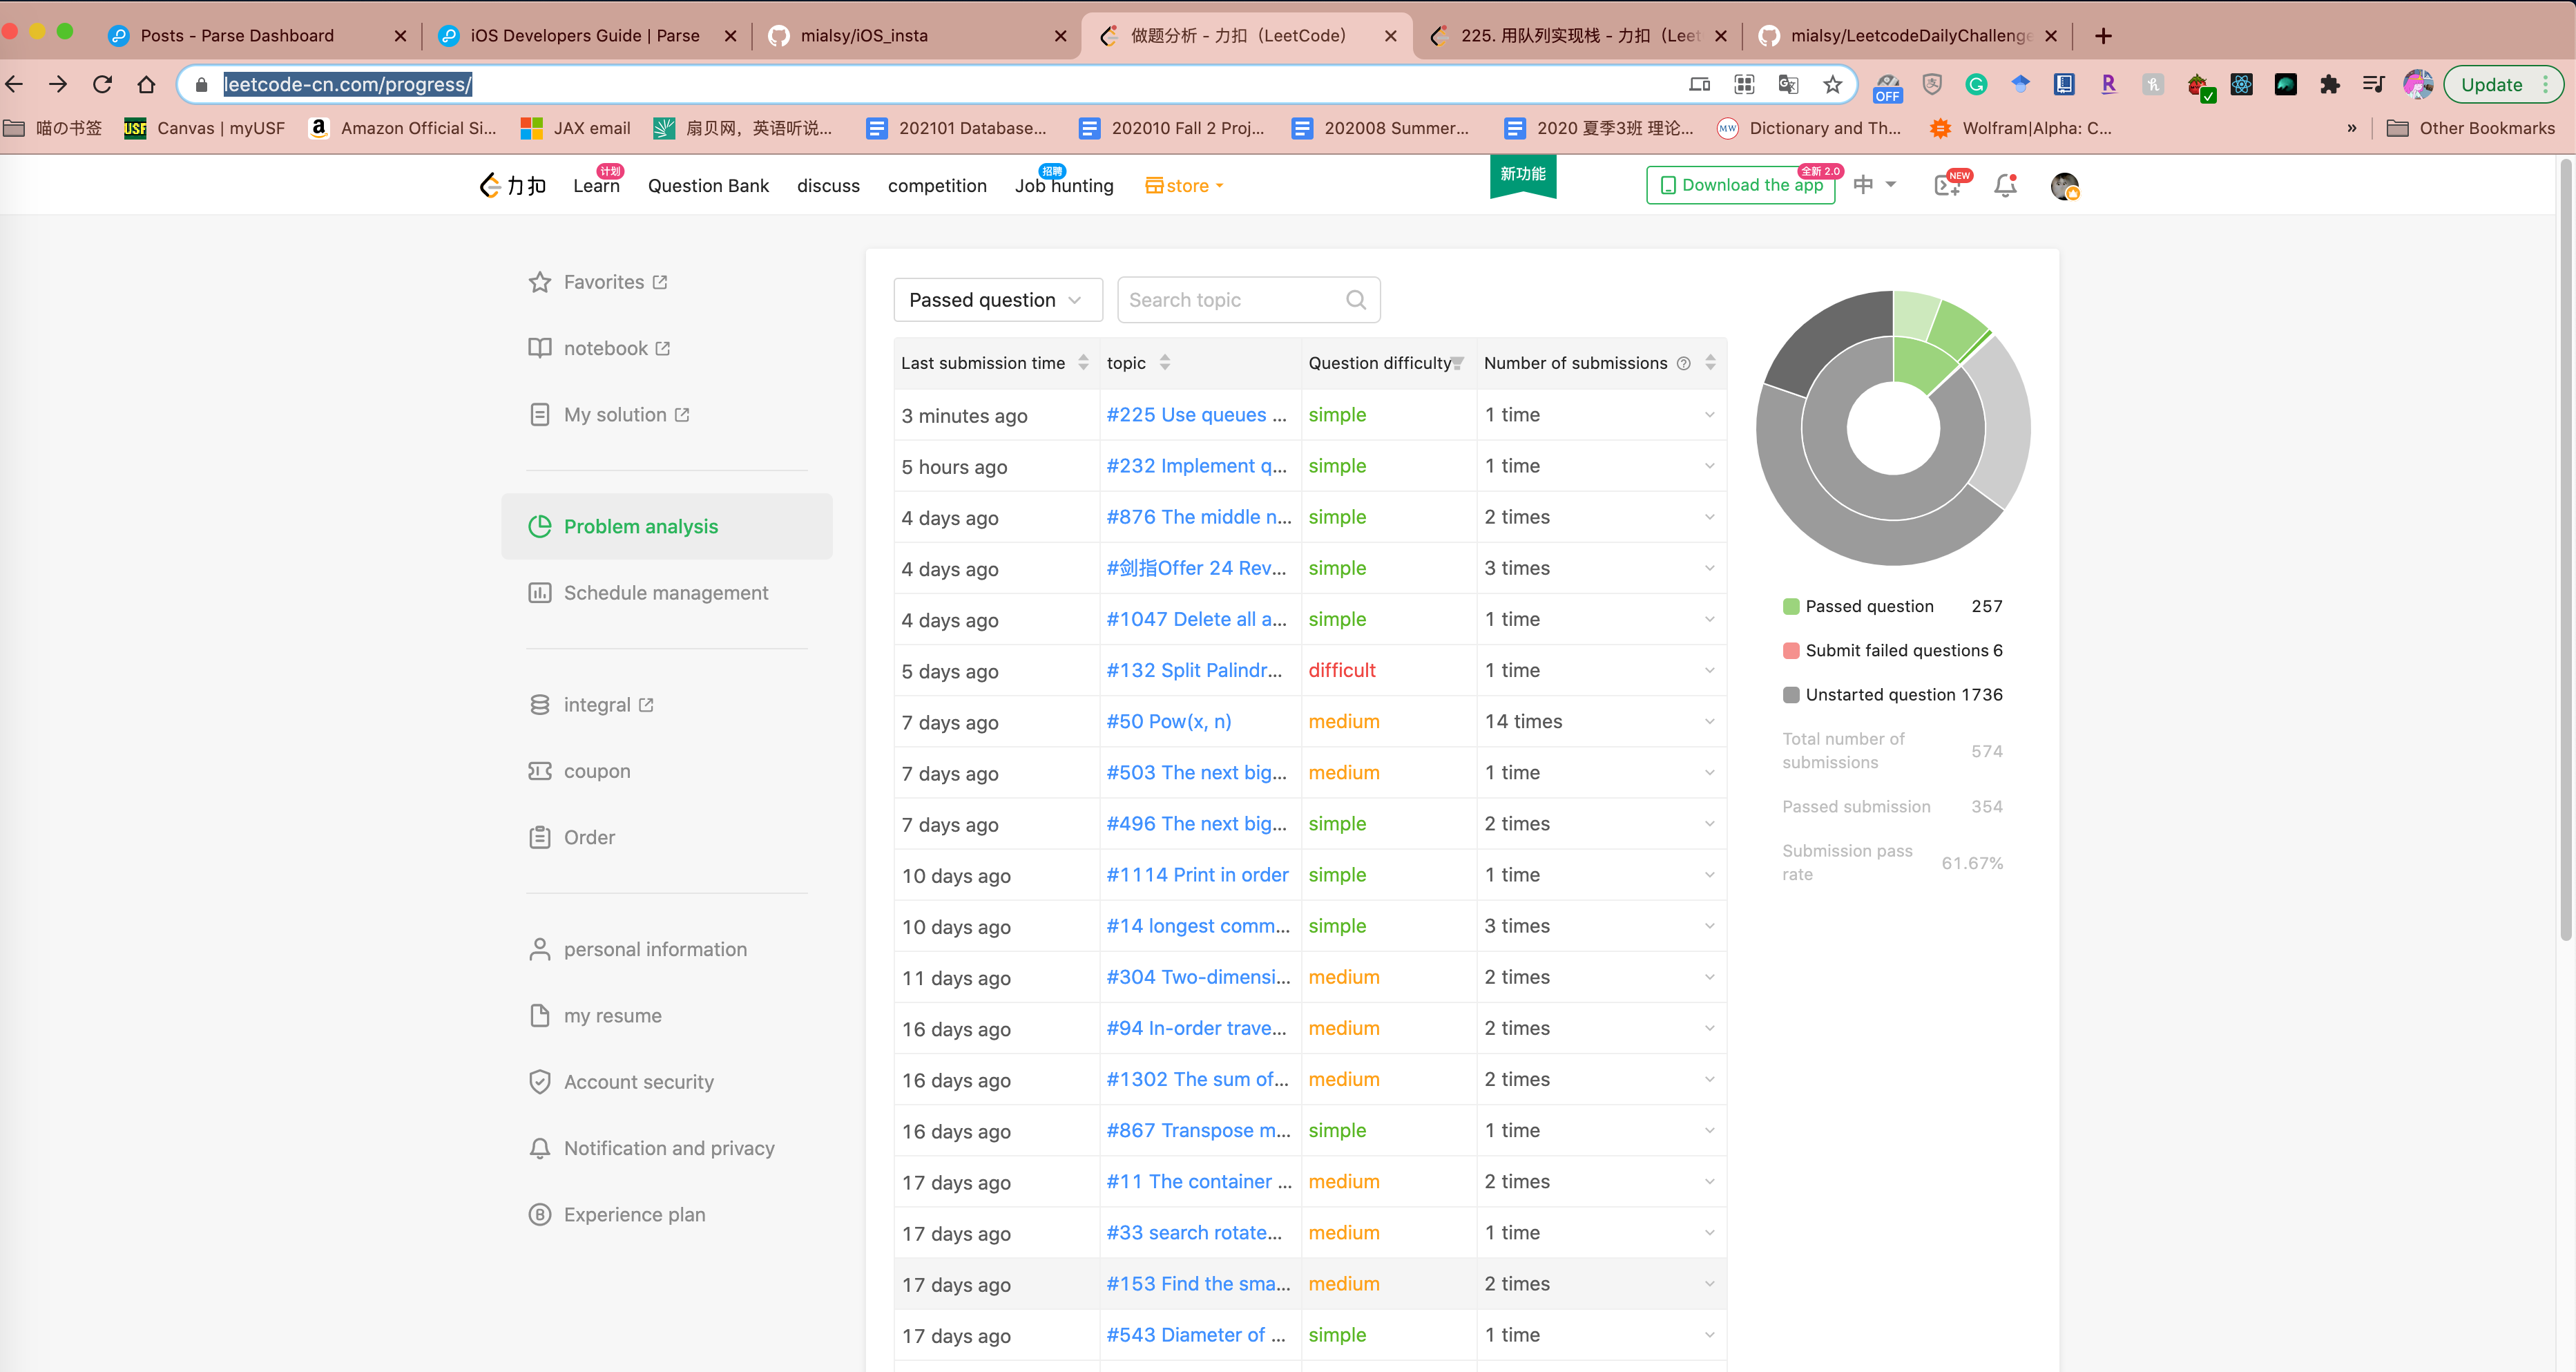 Posts - Parse Dashboard
iOS Developers Guide | Parse
mialsy/iOS_insta
做题分析 - 力扣（LeetCode）
225. 用队列实现栈 - 力扣（Leet
mialsy/LeetcodeDailyChallenge
leetcode-cn.com/progress/
OFF
Update
喵の书签
USF
Canvas | myUSF
Amazon Official Si...
JAX email
扇贝网，英语听说...
202101 Database...
202010 Fall 2 Proj...
202008 Summer...
2020 夏季3班 理论...
MW
Dictionary and Th...
Wolfram|Alpha: C...
»
Other Bookmarks
力扣
Learn
计划
Question Bank
discuss
competition
Job hunting
招聘
store
新功能
Download the app
全新 2.0
中
NEW
Favorites
notebook
My solution
Problem analysis
Schedule management
integral
coupon
Order
personal information
my resume
Account security
Notification and privacy
Experience plan
Passed question
Search topic
Last submission time topic Question difficulty Number of submissions
3 minutes ago #225 Use queues ... simple 1 time
5 hours ago #232 Implement q... simple 1 time
4 days ago #876 The middle n... simple 2 times
4 days ago #剑指Offer 24 Rev... simple 3 times
4 days ago #1047 Delete all a... simple 1 time
5 days ago #132 Split Palindr... difficult 1 time
7 days ago #50 Pow(x, n) medium 14 times
7 days ago #503 The next big... medium 1 time
7 days ago #496 The next big... simple 2 times
10 days ago #1114 Print in order simple 1 time
10 days ago #14 longest comm... simple 3 times
11 days ago #304 Two-dimensi... medium 2 times
16 days ago #94 In-order trave... medium 2 times
16 days ago #1302 The sum of... medium 2 times
16 days ago #867 Transpose m... simple 1 time
17 days ago #11 The container ... medium 2 times
17 days ago #33 search rotate... medium 1 time
17 days ago #153 Find the sma... medium 2 times
17 days ago #543 Diameter of ... simple 1 time
Passed question 257
Submit failed questions 6
Unstarted question 1736
Total number of
submissions 574
Passed submission 354
Submission pass
rate 61.67%